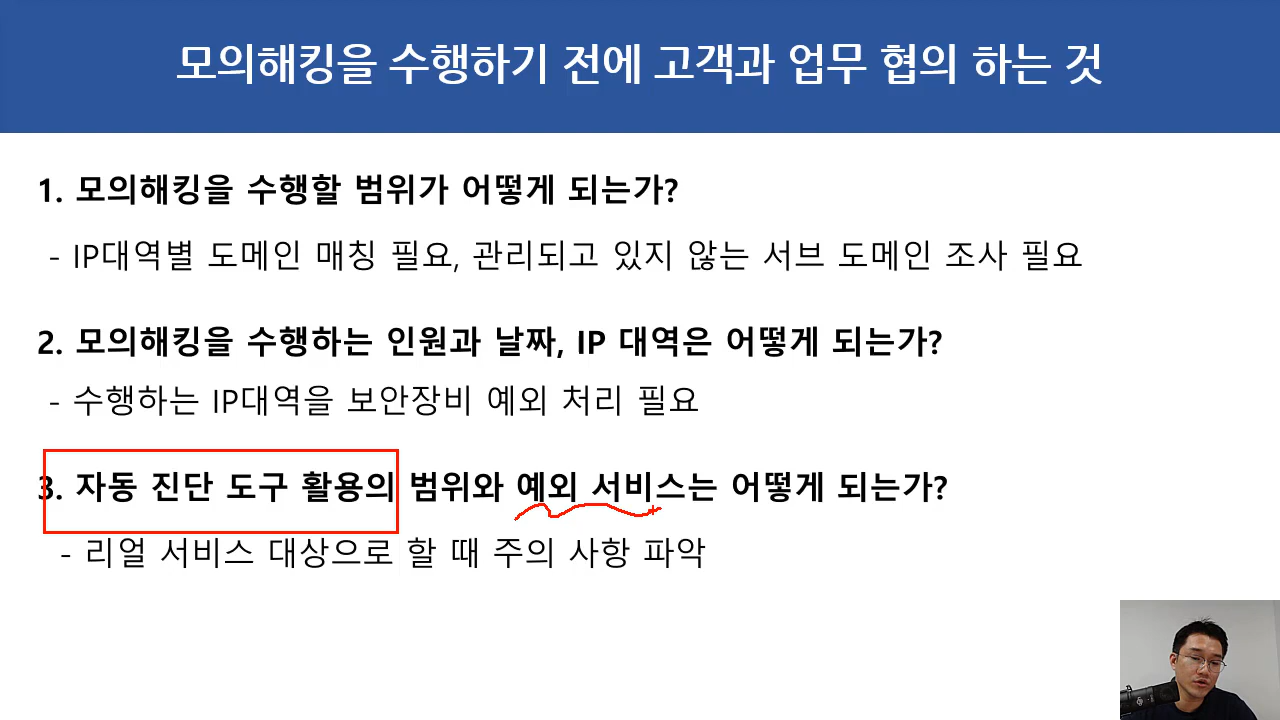 모의해킹을 수행하기 전에 고객과 업무 협의 하는 것
1. 모의해킹을 수행할 범위가 어떻게 되는가?
- IP대역별 도메인 매칭 필요, 관리되고 있지 않는 서브 도메인 조사 필요
2. 모의해킹을 수행하는 인원과 날짜, IP 대역은 어떻게 되는가?
- 수행하는 IP대역을 보안장비 예외 처리 필요
3. 자동 진단 도구 활용의 범위와 예외 서비스는 어떻게 되는가?
- 리얼 서비스 대상으로 할 때 주의 사항 파악